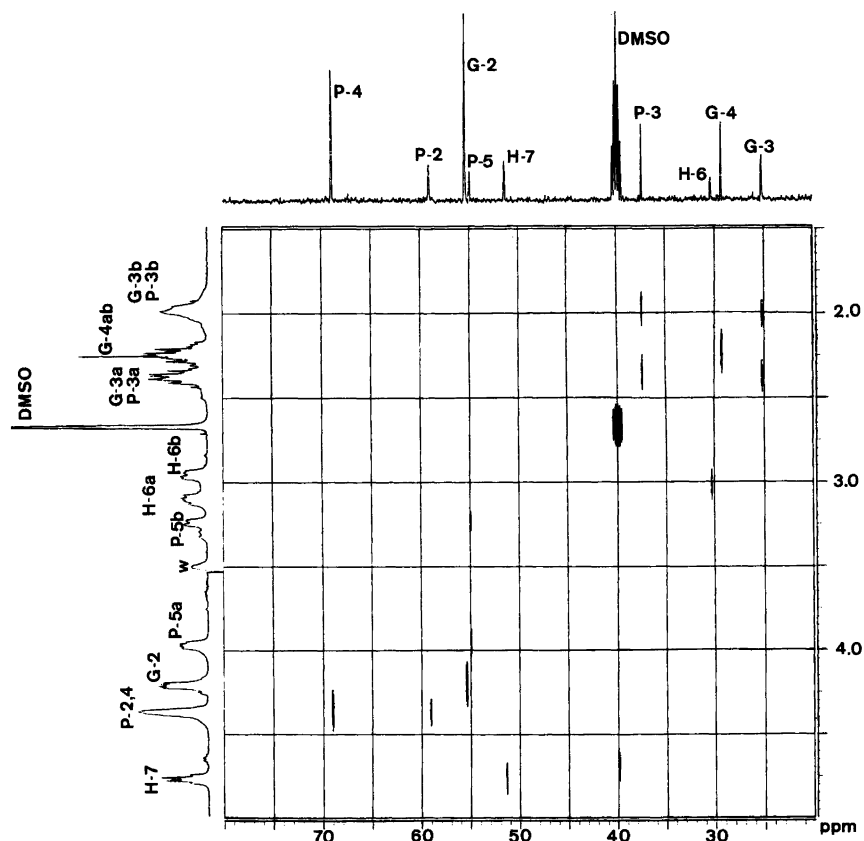 DMSO
G-2
P-4
P-3
G-4
P-2
P-5
H-7
H-6
G-3
G-3b
P-3b
G-4ab
G-3a
P-3a
DMSO
H-6b
H-6a
P-5b
w
P-5a
G-2
P-2,4
H-7
2.0
3.0
4.0
70 60 50 40 30 ppm